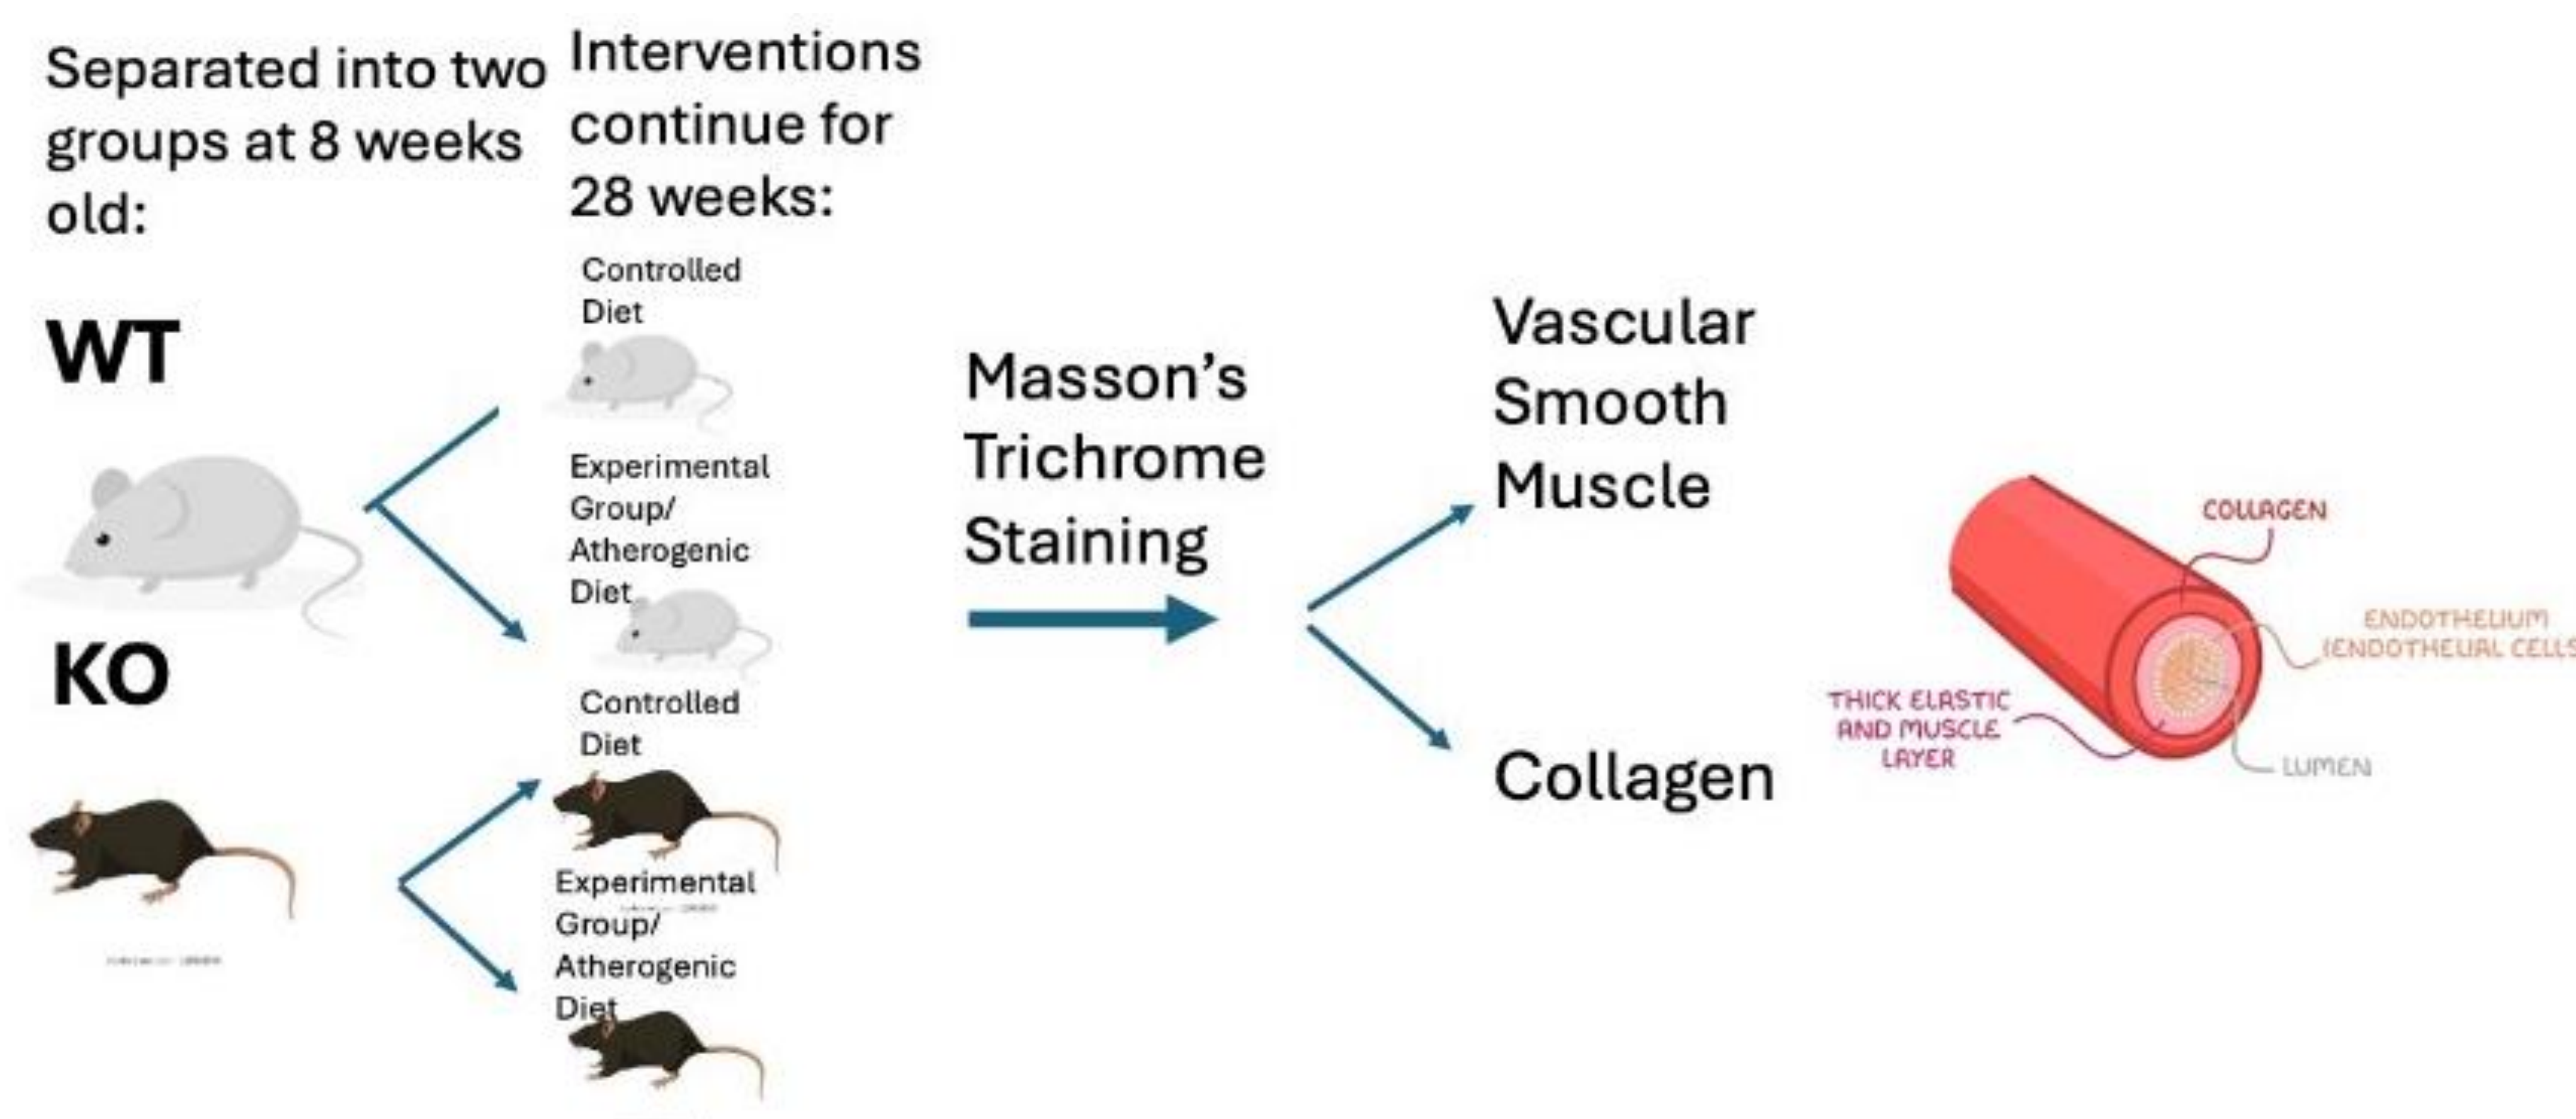 Separated into two
groups at 8 weeks
old:
Interventions
continue for
28 weeks:
WT
Controlled
Diet
Experimental
Group/
Atherogenic
Diet
KO
Controlled
Diet
Experimental
Group/
Atherogenic
Diet
Masson’s
Trichrome
Staining
Vascular
Smooth
Muscle
Collagen
COLLAGEN
ENDOTHELIUM
(ENDOTHELIAL CELLS
THICK ELASTIC
AND MUSCLE
LAYER
LUMEN